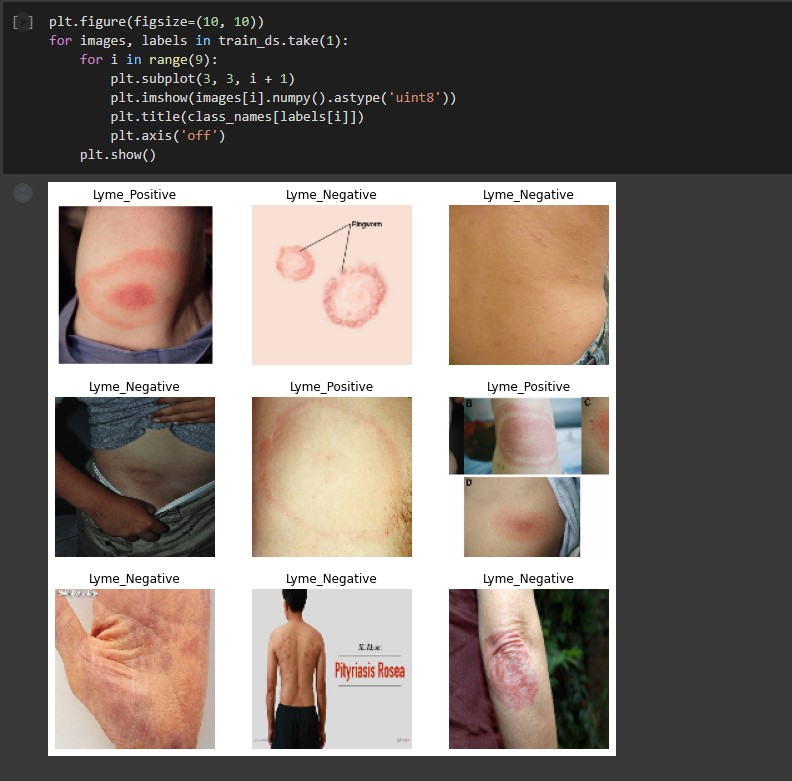 [ ]
plt.figure(figsize=(10, 10))
for images, labels in train_ds.take(1):
    for i in range(9):
        plt.subplot(3, 3, i + 1)
        plt.imshow(images[i].numpy().astype('uint8'))
        plt.title(class_names[labels[i]])
        plt.axis('off')
    plt.show()
Lyme_Positive Lyme_Negative Lyme_Negative
Ringworm
Lyme_Negative Lyme_Positive Lyme_Positive
B C
D
Lyme_Negative Lyme_Negative Lyme_Negative
Pityriasis Rosea